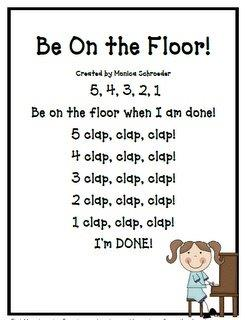 Be On the Floor!
Created by Monica Schroeder
5, 4, 3, 2, 1
Be on the floor when I am done!
5 clap, clap, clap!
4 clap, clap, clap!
3 clap, clap, clap!
2 clap, clap, clap!
1 clap, clap, clap!
I'm DONE!